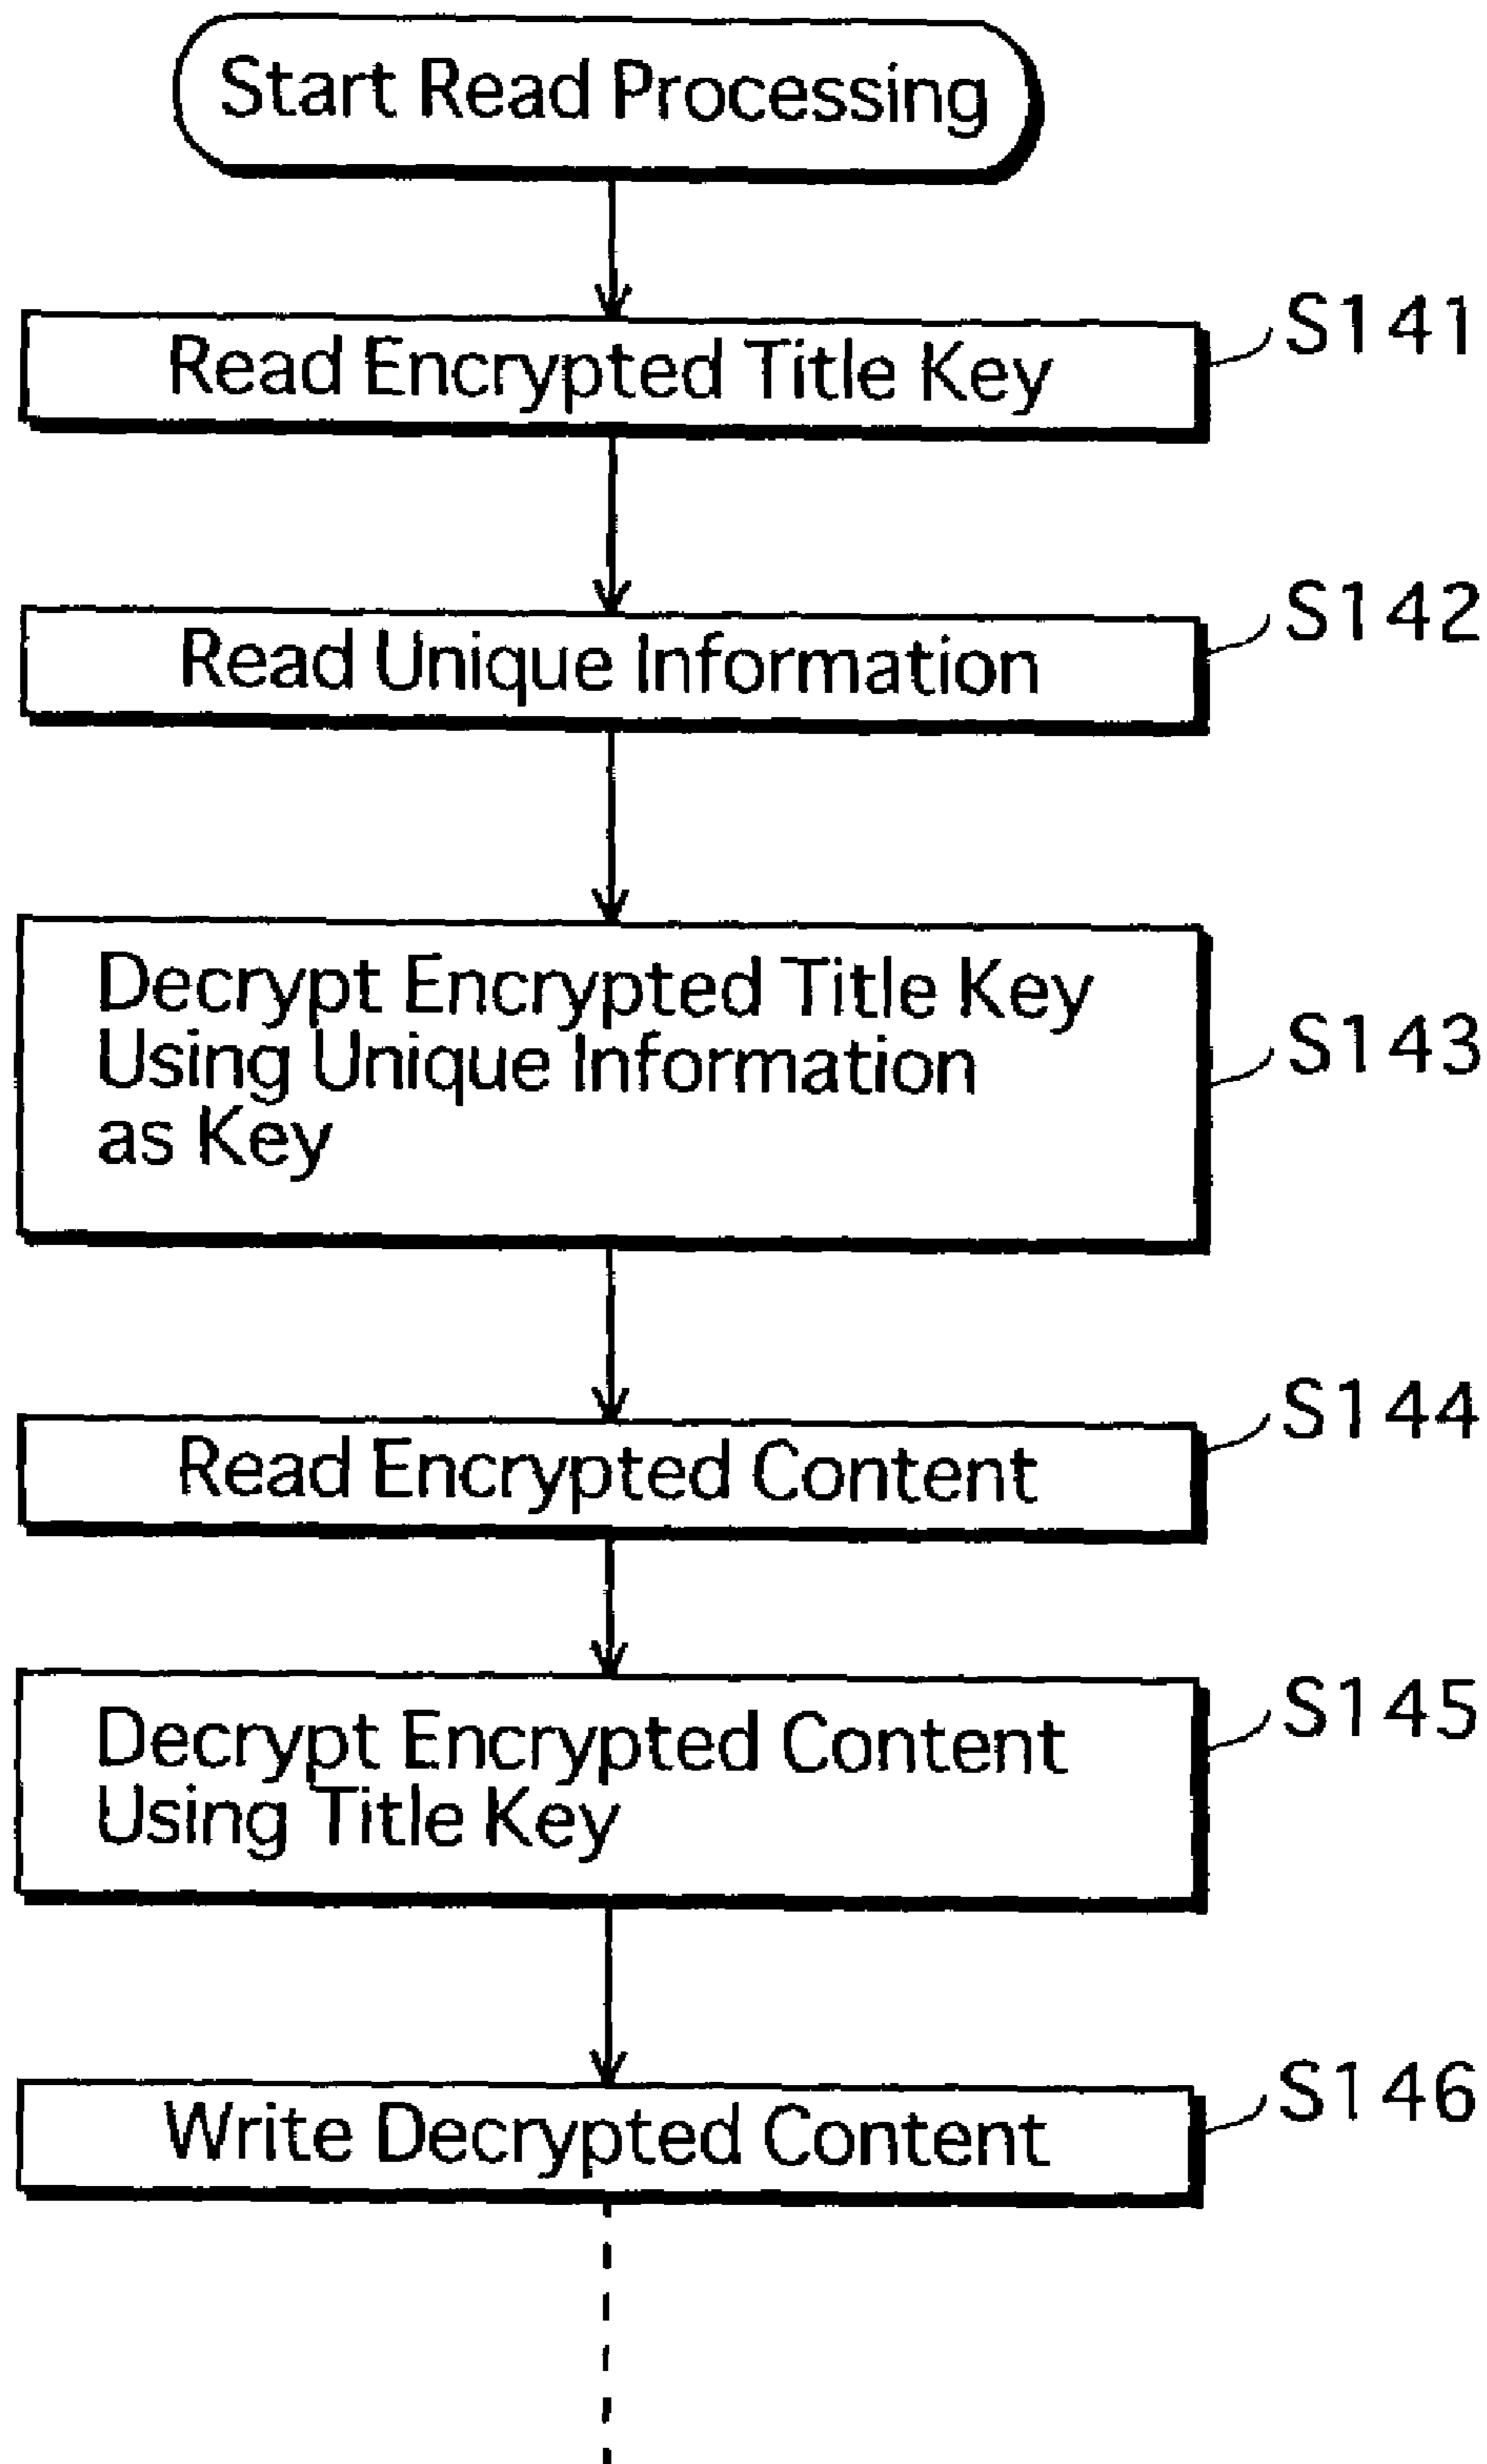 Start Read Processing
Read Encrypted Title Key
S141
Read Unique Information
S142
Decrypt Encrypted Title Key
Using Unique Information
as Key
S143
Read Encrypted Content
S144
Decrypt Encrypted Content
Using Title Key
S145
Write Decrypted Content
S146